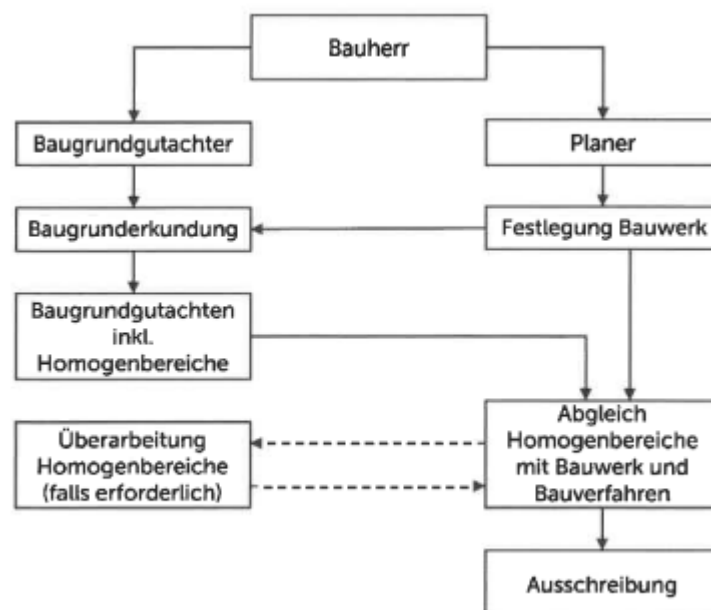 Bauherr
Baugrundgutachter
Planer
Baugrunderkundung
Festlegung Bauwerk
Baugrundgutachten
inkl.
Homogenbereiche
Überarbeitung
Homogenbereiche
(falls erforderlich)
Abgleich
Homogenbereiche
mit Bauwerk und
Bauverfahren
Ausschreibung